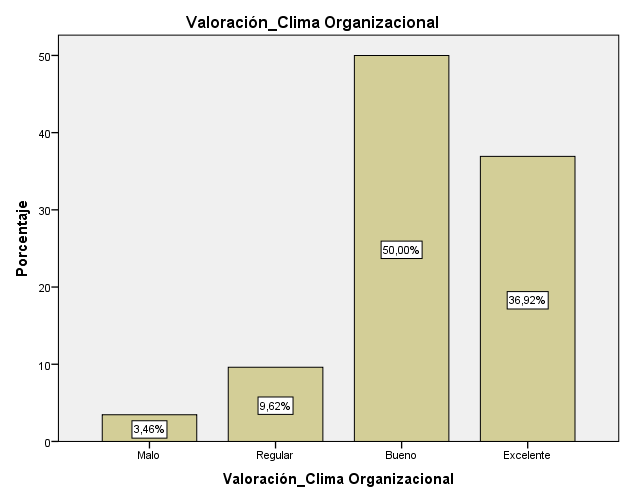 Valoración_Clima Organizacional
Porcentaje
50
40
30
20
10
0
3,46%
9,62%
50,00%
36,92%
Malo
Regular
Bueno
Excelente
Valoración_Clima Organizacional